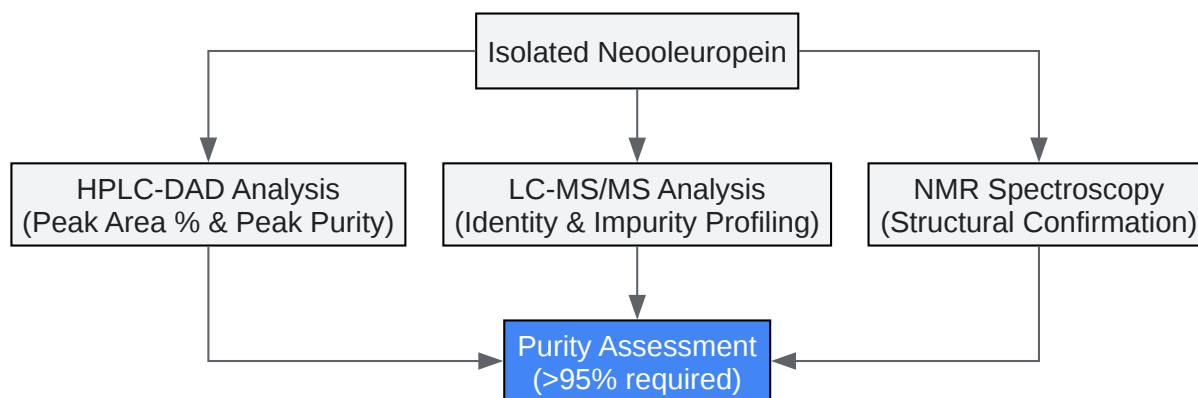 Isolated Neooleuropein
HPLC-DAD Analysis
(Peak Area % & Peak Purity)
LC-MS/MS Analysis
(Identity & Impurity Profiling)
NMR Spectroscopy
(Structural Confirmation)
Purity Assessment
(>95% required)